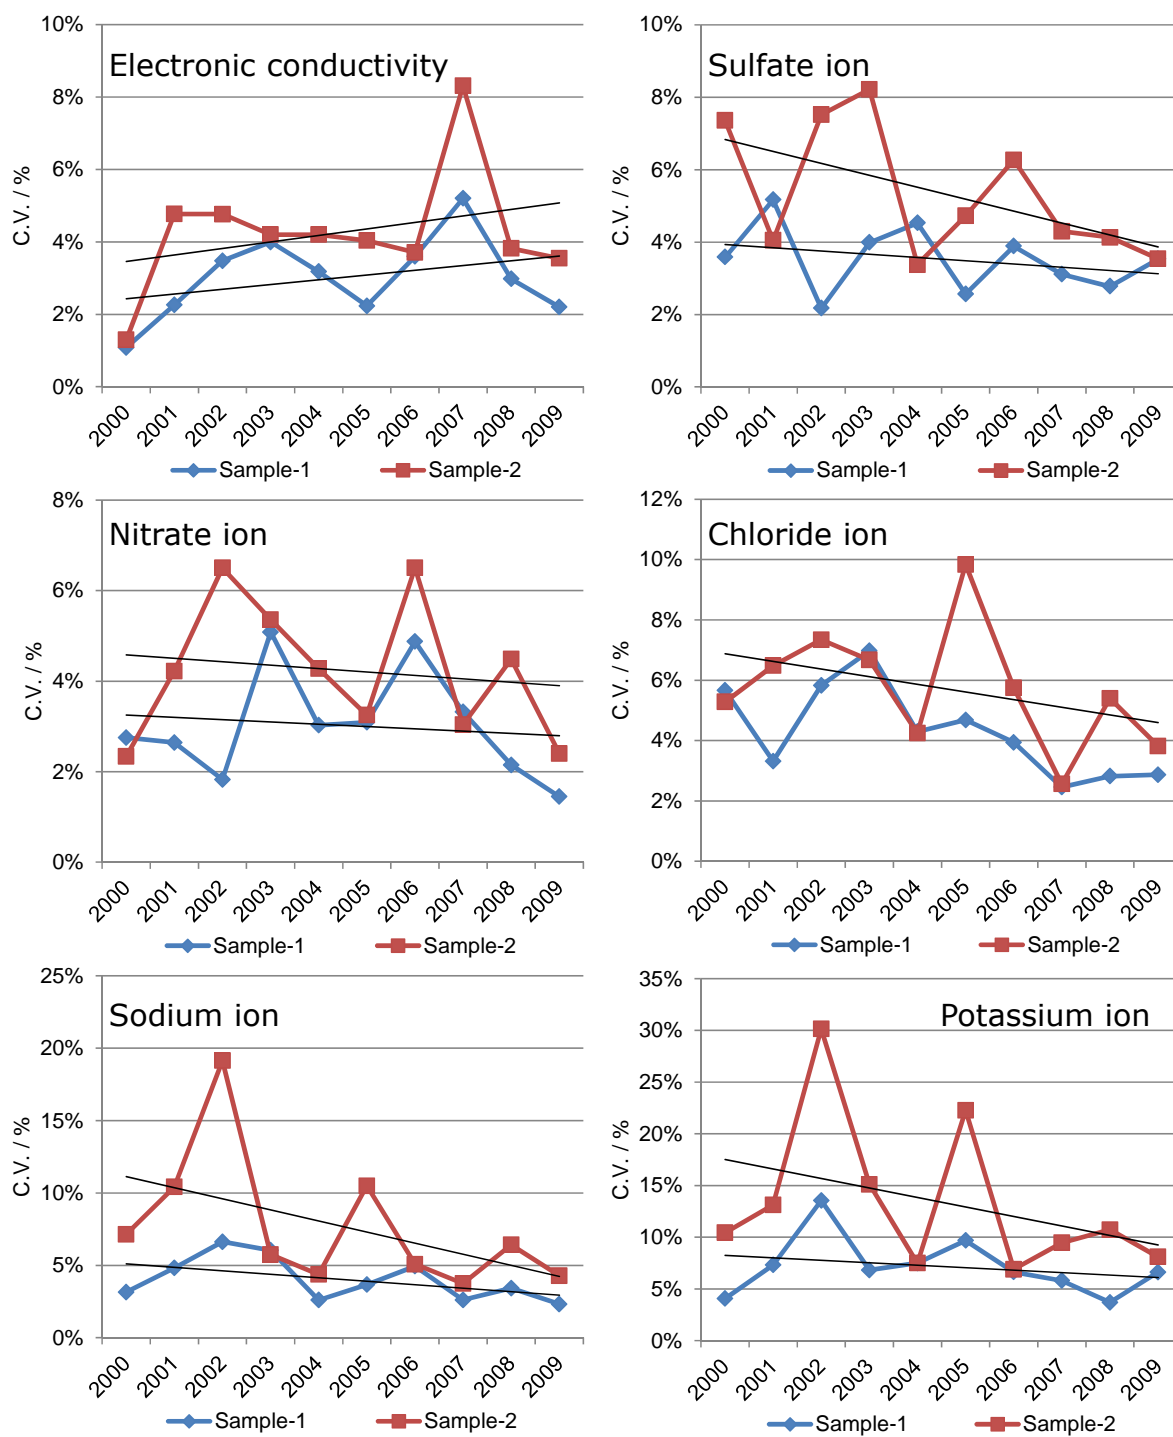 Electronic conductivity
C.V. / %
10%
8%
6%
4%
2%
0%
2000 2001 2002 2003 2004 2005 2006 2007 2008 2009
Sample-1 Sample-2
Sulfate ion
C.V. / %
10%
8%
6%
4%
2%
0%
2000 2001 2002 2003 2004 2005 2006 2007 2008 2009
Sample-1 Sample-2
Nitrate ion
C.V. / %
8%
6%
4%
2%
0%
2000 2001 2002 2003 2004 2005 2006 2007 2008 2009
Sample-1 Sample-2
Chloride ion
C.V. / %
12%
10%
8%
6%
4%
2%
0%
2000 2001 2002 2003 2004 2005 2006 2007 2008 2009
Sample-1 Sample-2
Sodium ion
C.V. / %
25%
20%
15%
10%
5%
0%
2000 2001 2002 2003 2004 2005 2006 2007 2008 2009
Sample-1 Sample-2
Potassium ion
C.V. / %
35%
30%
25%
20%
15%
10%
5%
0%
2000 2001 2002 2003 2004 2005 2006 2007 2008 2009
Sample-1 Sample-2